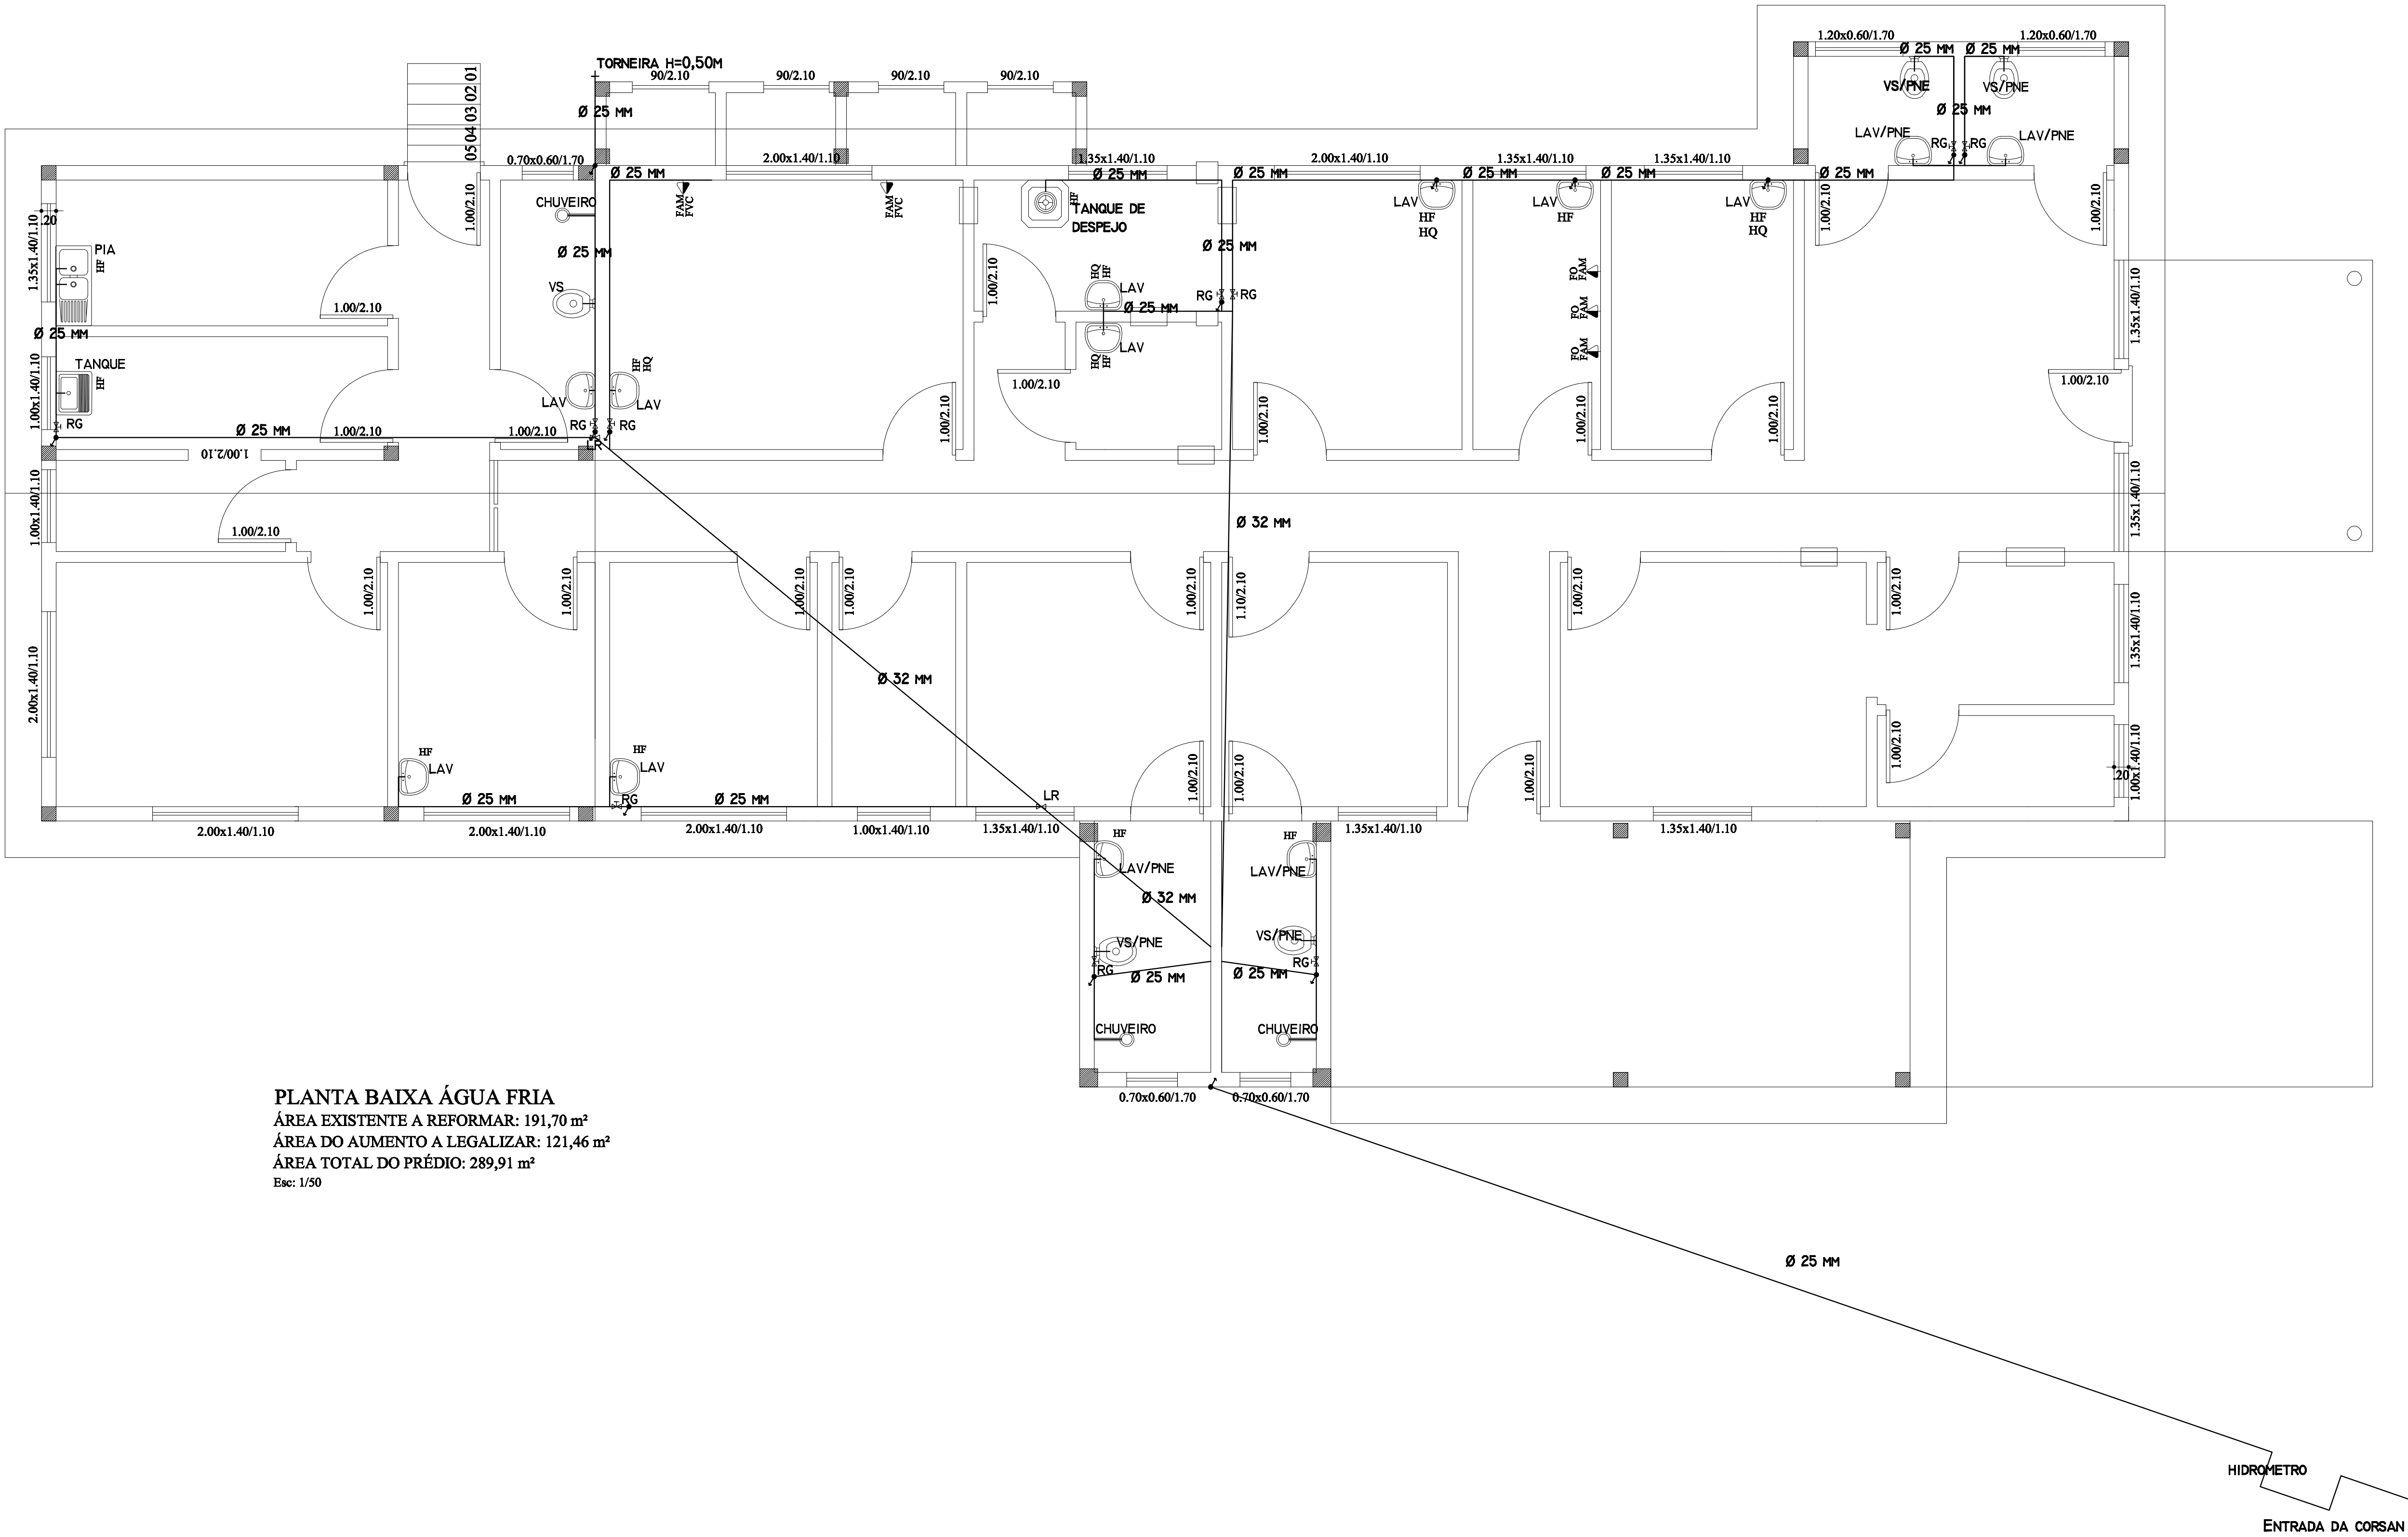 1.20x0.60/1.70
1.20x0.60/1.70
Ø 25 MM
Ø 25 MM
TORNEIRA H=0,50M
90/2.10
90/2.10
90/2.10
90/2.10
VS/PNE
VS/PNE
05 04 03 02 01
Ø 25 MM
Ø 25 MM
LAV/PNE
LAV/PNE
RG
RG
0.70x0.60/1.70
2.00x1.40/1.10
1.35x1.40/1.10
2.00x1.40/1.10
1.35x1.40/1.10
1.35x1.40/1.10
Ø 25 MM
Ø 25 MM
Ø 25 MM
Ø 25 MM
Ø 25 MM
Ø 25 MM
1.35x1.40/1.10
.20
1.00/2.10
CHUVEIRO
FAM
FVC
FAM
FVC
HF
TANQUE DE
DESPEJO
LAV
HF
HQ
LAV
HF
LAV
HF
HQ
1.00/2.10
1.00/2.10
PIA
HF
Ø 25 MM
Ø 25 MM
1.00/2.10
VS
HQ
HF
LAV
FO
FAM
FO
FAM
FO
FAM
1.35x1.40/1.10
RG
RG
1.00/2.10
Ø 25 MM
Ø 25 MM
LAV
HQ
HF
TANQUE
HF
1.00x1.40/1.10
HF
HQ
LAV
LAV
1.00/2.10
1.00/2.10
RG
RG
RG
LR
Ø 25 MM
1.00/2.10
1.00/2.10
1.00/2.10
1.00/2.10
1.00/2.10
1.00/2.10
1.00/2.10
1.00x1.40/1.10
1.35x1.40/1.10
1.00/2.10
Ø 32 MM
1.00/2.10
1.00/2.10
1.00/2.10
1.00/2.10
1.00/2.10
1.10/2.10
1.00/2.10
1.00/2.10
1.35x1.40/1.10
2.00x1.40/1.10
Ø 32 MM
HF
LAV
HF
LAV
1.00/2.10
1.00/2.10
1.00/2.10
1.00/2.10
.20
1.00x1.40/1.10
Ø 25 MM
RG
Ø 25 MM
LR
2.00x1.40/1.10
2.00x1.40/1.10
2.00x1.40/1.10
1.00x1.40/1.10
1.35x1.40/1.10
1.35x1.40/1.10
1.35x1.40/1.10
HF
HF
LAV/PNE
LAV/PNE
Ø 32 MM
VS/PNE
VS/PNE
RG
RG
Ø 25 MM
Ø 25 MM
CHUVEIRO
CHUVEIRO
0.70x0.60/1.70
0.70x0.60/1.70
PLANTA BAIXA ÁGUA FRIA
ÁREA EXISTENTE A REFORMAR: 191,70 m²
ÁREA DO AUMENTO A LEGALIZAR: 121,46 m²
ÁREA TOTAL DO PRÉDIO: 289,91 m²
Esc: 1/50
Ø 25 MM
HIDROMETRO
ENTRADA DA CORSAN